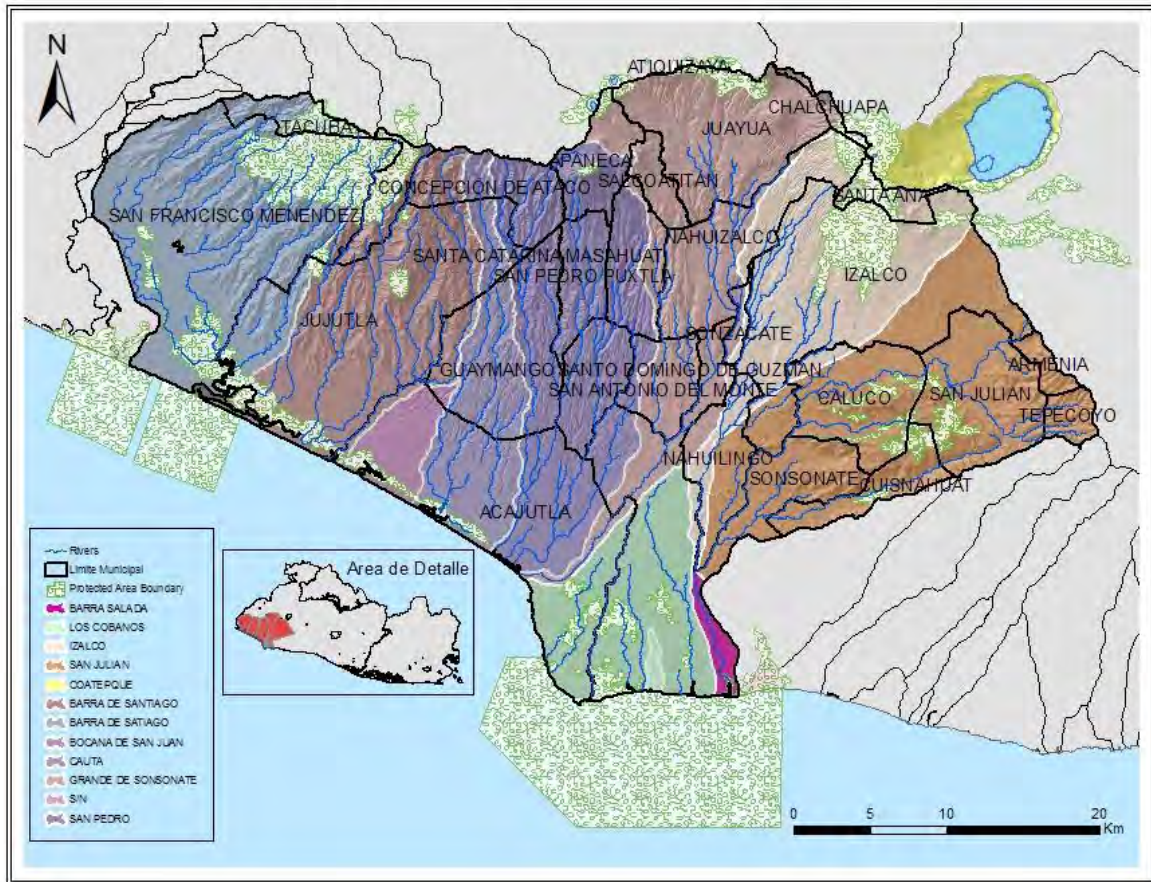 N
ATIQUIZAYA
CHALCHUAPA
TACUBA
JUAYUA
APANECA
SALCOATITAN
CONCEPCION DE ATACO
SANTA ANA
SAN FRANCISCO MENENDEZ
NAHUIZALCO
SANTA CATARINA MASAHUAT
SAN PEDRO PUXTLA
IZALCO
JUJUTLA
SONZACATE
GUAYMANGO
SANTO DOMINGO DE GUZMAN
ARMENIA
SAN ANTONIO DEL MONTE
CALUCO
SAN JULIAN
TEPECOYO
NAHUILINGO
SONSONATE
CUISNAHUAT
ACAJUTLA
Rivers
Limite Municipal
Protected Area Boundary
BARRA SALADA
LOS COBANOS
IZALCO
SAN JULIAN
COATEPQUE
BARRA DE SANTIAGO
BARRA DE SATIAGO
BOCANA DE SAN JUAN
CAUTA
GRANDE DE SONSONATE
S/N
SAN PEDRO
Area de Detalle
0 5 10 20
Km